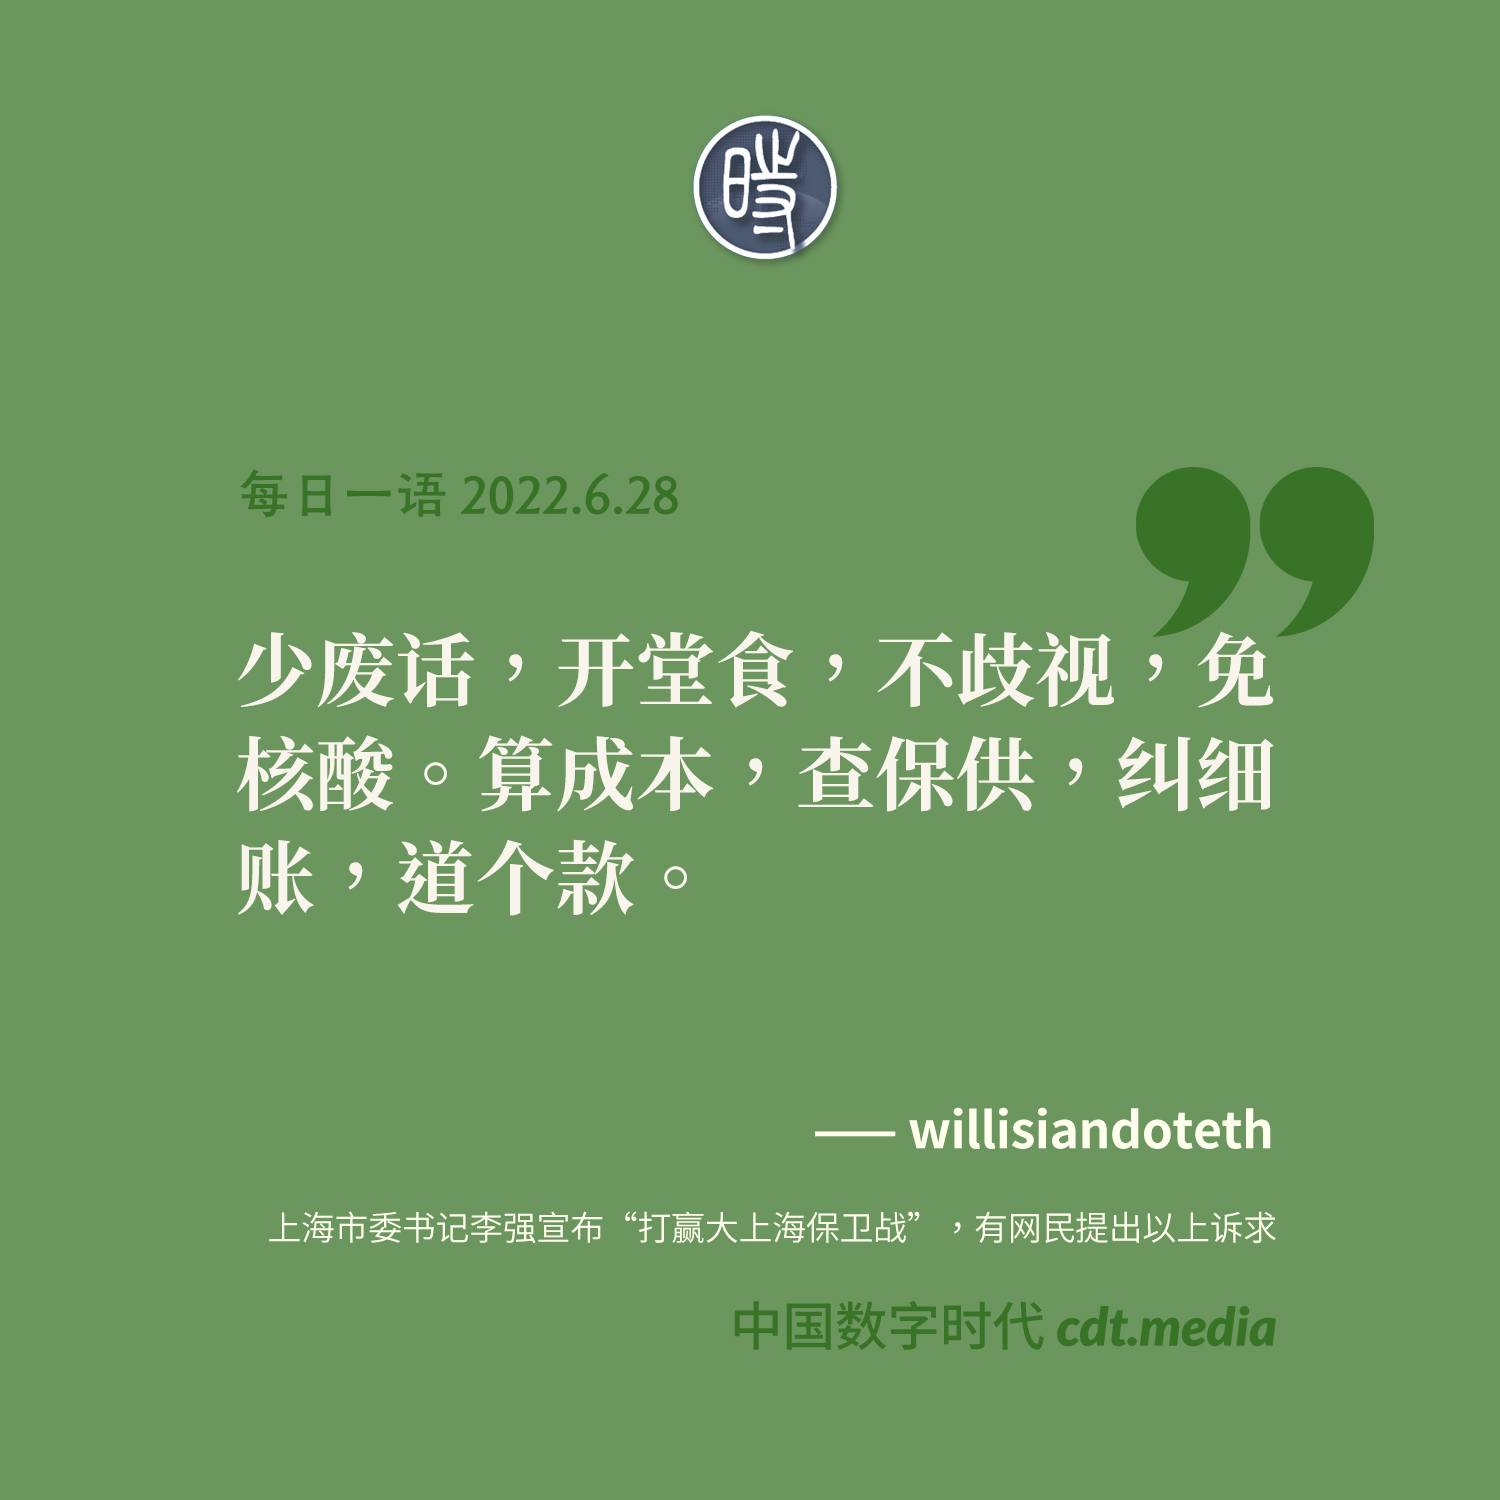 時
每日一语 2022.6.28
少废话，开堂食，不歧视，免
核酸。算成本，查保供，纠细
账，道个款。
—— willisiandoteth
上海市委书记李强宣布“打赢大上海保卫战”，有网民提出以上诉求
中国数字时代 cdt.media